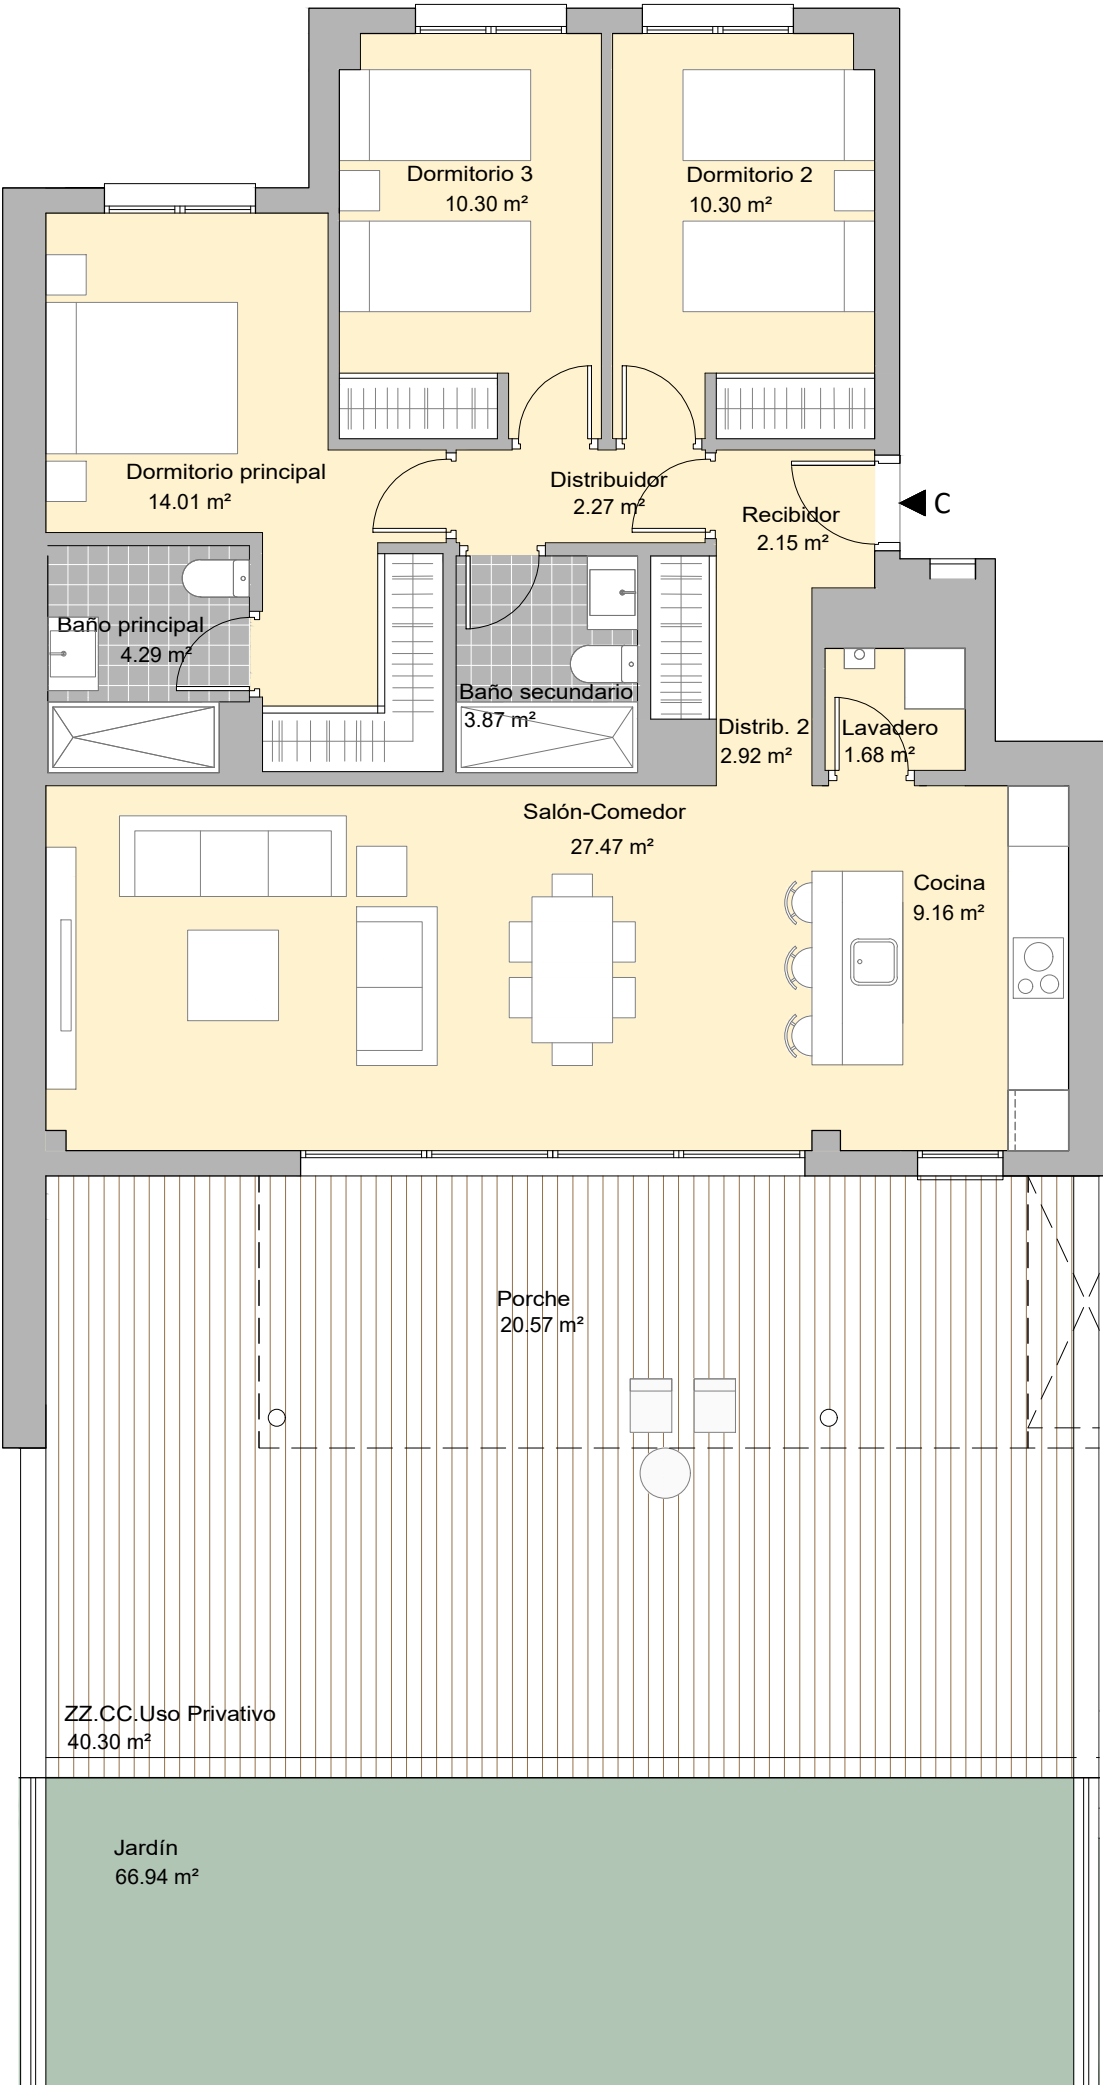 Dormitorio 3
10.30 m²
Dormitorio 2
10.30 m²
Dormitorio principal
14.01 m²
Distribuidor
2.27 m²
Recibidor
2.15 m²
C
Baño principal
4.29 m²
Baño secundario
3.87 m²
Distrib. 2
2.92 m²
Lavadero
1.68 m²
Salón-Comedor
27.47 m²
Cocina
9.16 m²
Porche
20.57 m²
ZZ.CC.Uso Privativo
40.30 m²
Jardín
66.94 m²